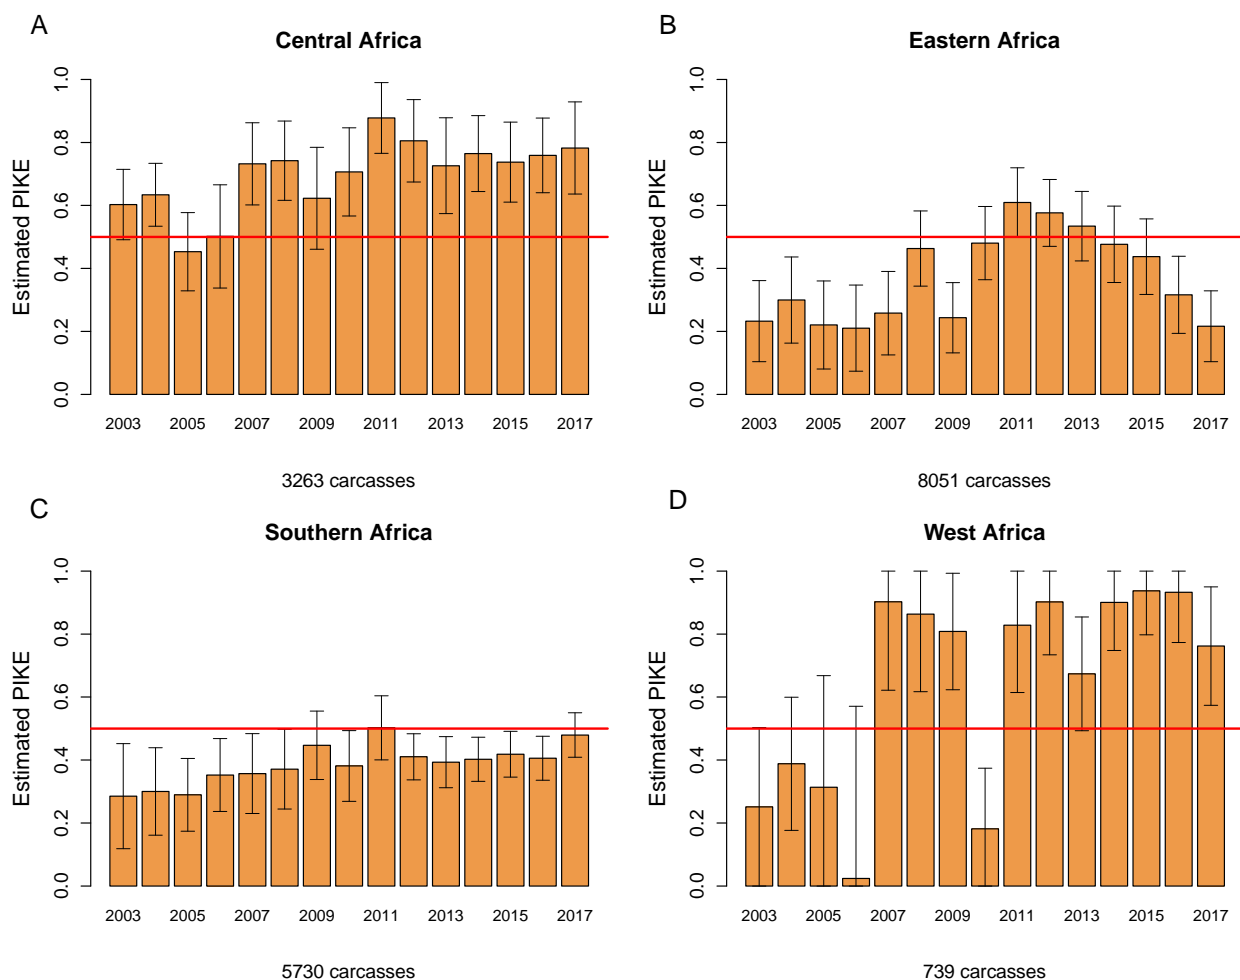 A
Central Africa
Estimated PIKE
1.0
0.8
0.6
0.4
0.2
0.0
2003 2005 2007 2009 2011 2013 2015 2017
3263 carcasses
B
Eastern Africa
Estimated PIKE
1.0
0.8
0.6
0.4
0.2
0.0
2003 2005 2007 2009 2011 2013 2015 2017
8051 carcasses
C
Southern Africa
Estimated PIKE
1.0
0.8
0.6
0.4
0.2
0.0
2003 2005 2007 2009 2011 2013 2015 2017
5730 carcasses
D
West Africa
Estimated PIKE
1.0
0.8
0.6
0.4
0.2
0.0
2003 2005 2007 2009 2011 2013 2015 2017
739 carcasses